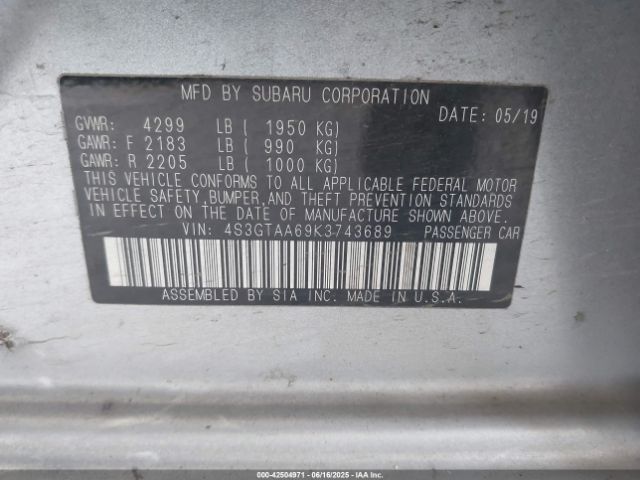 MFD BY SUBARU CORPORATION
DATE: 05/19
GVWR: 4299 LB ( 1950 KG)
GAWR: F 2183 LB ( 990 KG)
GAWR: R 2205 LB ( 1000 KG)
THIS VEHICLE CONFORMS TO ALL APPLICABLE FEDERAL MOTOR
VEHICLE SAFETY,BUMPER,AND THEFT PREVENTION STANDARDS
IN EFFECT ON THE DATE OF MANUFACTURE SHOWN ABOVE.
VIN: 4S3GTAA69K3743689 PASSENGER CAR
ASSEMBLED BY SIA INC. MADE IN U.S.A.
000-42504971 - 06/16/2025 - IAAI.COM